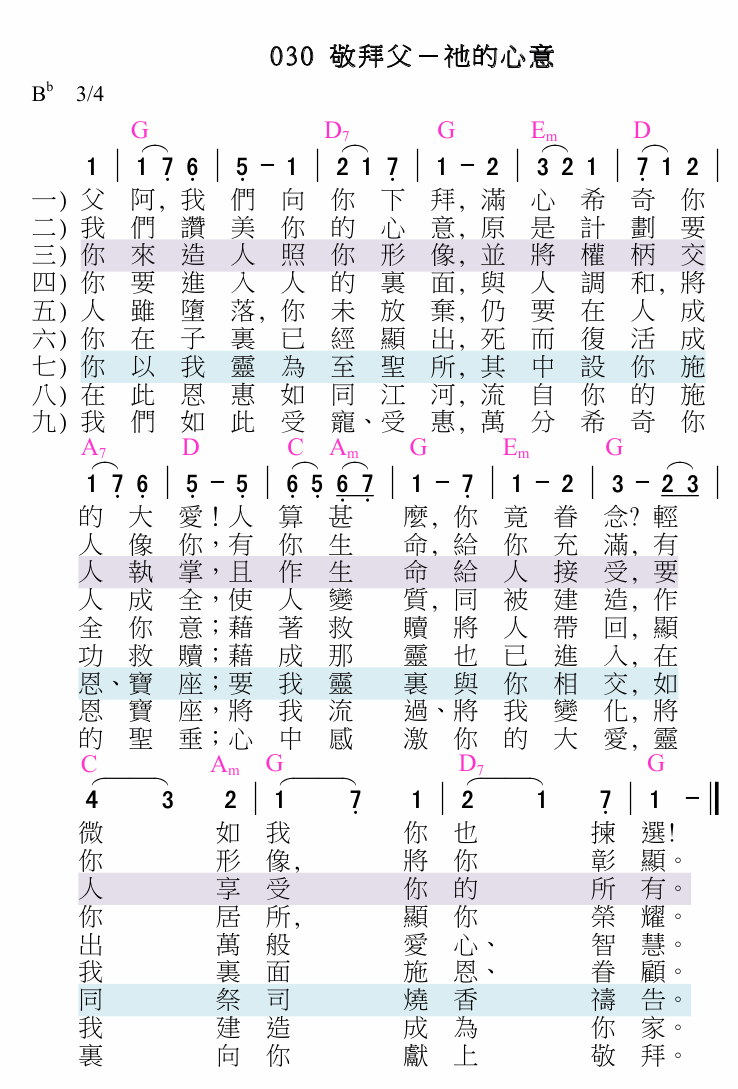 030 敬拜父－祂的心意
Bb 3/4
G D7 G Em D
1 | 1 7 6 | 5 － 1 | 2 1 7 | 1 － 2 | 3 2 1 | 7 1 2 |
一) 父 阿, 我 們 向 你 下 拜, 滿 心 希 奇 你
二) 我 們 讚 美 你 的 心 意, 原 是 計 劃 要
三) 你 來 造 人 照 你 形 像, 並 將 權 柄 交
四) 你 要 進 入 人 的 裏 面, 與 人 調 和, 將
五) 人 雖 墮 落, 你 未 放 棄, 仍 要 在 人 成
六) 你 在 子 裏 已 經 顯 出, 死 而 復 活 成
七) 你 以 我 靈 為 至 聖 所, 其 中 設 你 施
八) 在 此 恩 惠 如 同 江 河, 流 自 你 的 施
九) 我 們 如 此 受 寵、受 惠, 萬 分 希 奇 你
A7 D C Am G Em G
1 7 6 | 5 － 5 | 6 5 6 7 | 1 － 7 | 1 － 2 | 3 － 2 3 |
的 大 愛! 人 算 甚 麼, 你 竟 眷 念? 輕
人 像 你，有 你 生 命, 給 你 充 滿, 有
人 執 掌，且 作 生 命 給 人 接 受, 要
人 成 全，使 人 變 質, 同 被 建 造, 作
全 你 意；藉 著 救 贖 將 人 帶 回, 顯
功 救 贖；藉 成 那 靈 也 已 進 入, 在
恩、寶 座；要 我 靈 裏 與 你 相 交, 如
恩 寶 座，將 我 流 過、將 我 變 化, 將
的 聖 垂；心 中 感 激 你 的 大 愛, 靈
C Am G D7 G
4 3 2 | 1 7 1 | 2 1 7 | 1 － ‖
微 如 我 你 也 揀 選!
你 形 像, 將 你 彰 顯。
人 享 受 你 的 所 有。
你 居 所, 顯 你 榮 耀。
出 萬 般 愛 心、 智 慧。
我 裏 面 施 恩、 眷 顧。
同 祭 司 燒 香 禱 告。
我 建 造 成 為 你 家。
裏 向 你 獻 上 敬 拜。